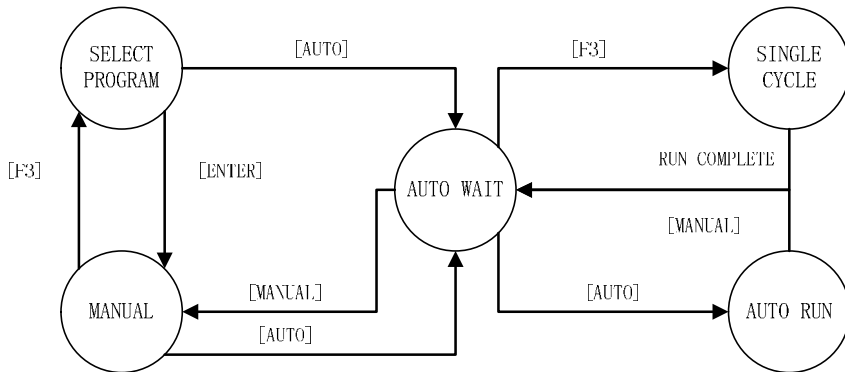 SELECT
PROGRAM
[AUTO]
[F3]
SINGLE
CYCLE
[F3]
[ENTER]
AUTO WAIT
RUN COMPLETE
[MANUAL]
MANUAL
[MANUAL]
[AUTO]
[AUTO]
AUTO RUN